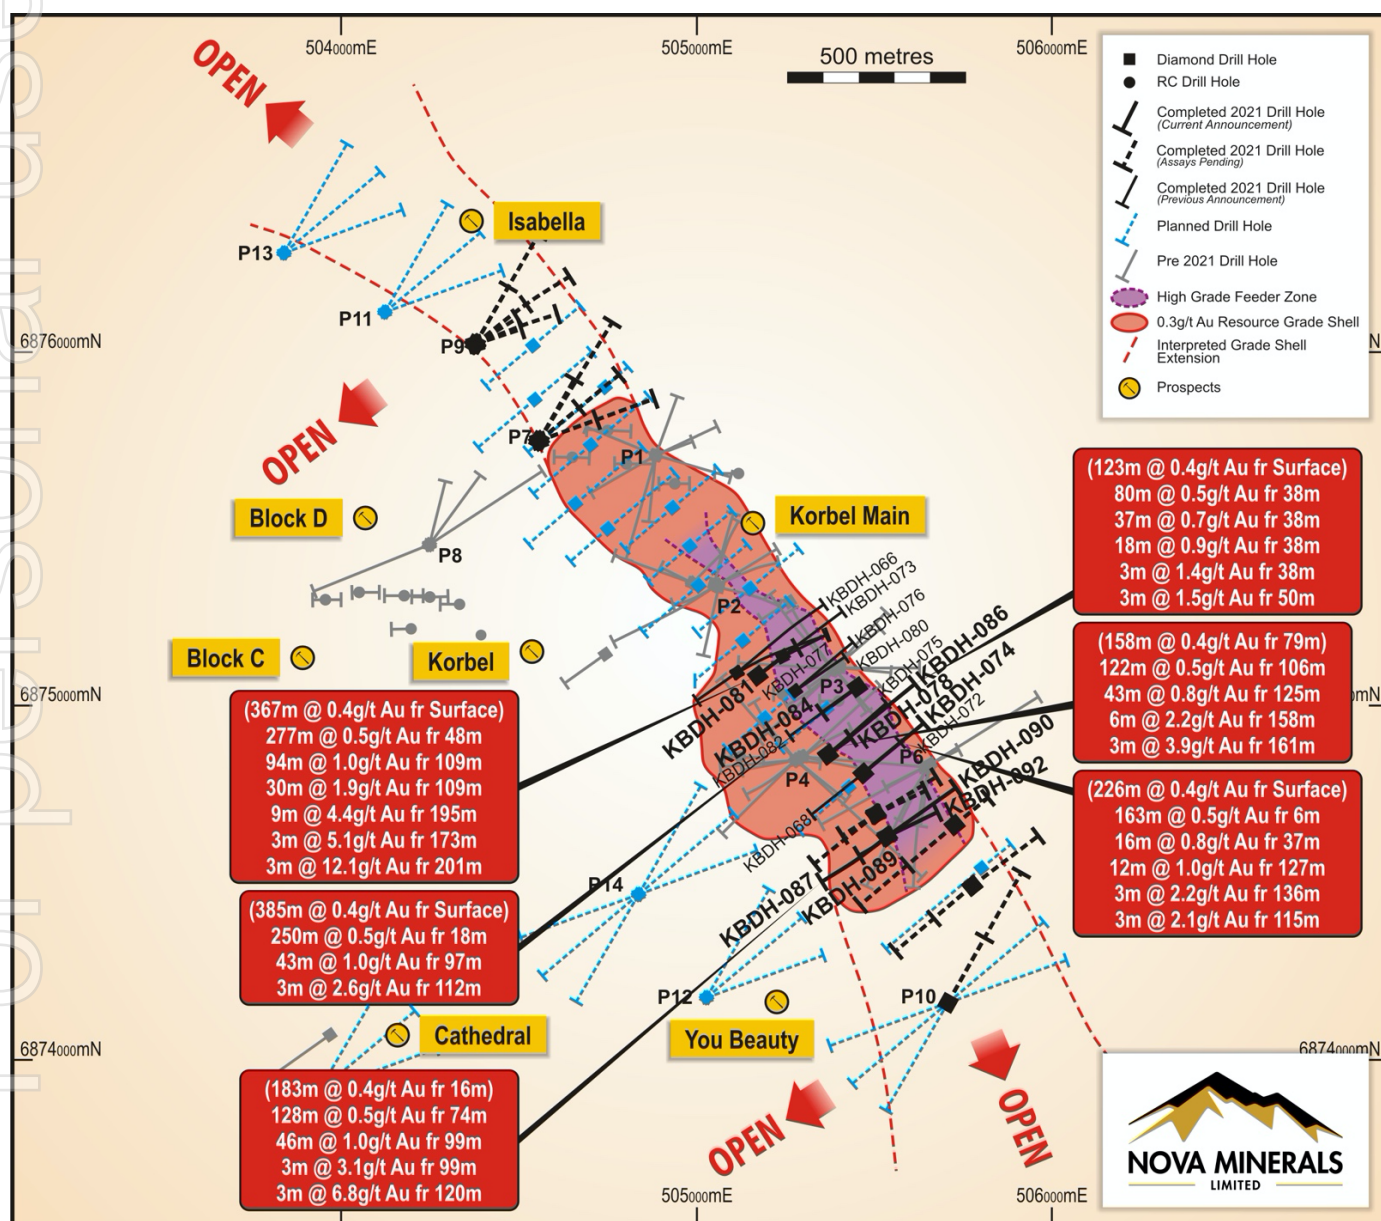 504000mE
505000mE
506000mE
500 metres
OPEN
Diamond Drill Hole
RC Drill Hole
Completed 2021 Drill Hole
(Current Announcement)
Completed 2021 Drill Hole
(Assays Pending)
Completed 2021 Drill Hole
(Previous Announcement)
Planned Drill Hole
Pre 2021 Drill Hole
High Grade Feeder Zone
0.3g/t Au Resource Grade Shell
Interpreted Grade Shell
Extension
Prospects
Isabella
P13
P11
P9
6876000mN
N
OPEN
P7
P1
Block D
P8
Korbel Main
P2
KBDH-066
KBDH-073
KBDH-076
KBDH-080
KBDH-075
KBDH-086
KBDH-077
KBDH-074
KBDH-078
KBDH-072
KBDH-081
KBDH-084
KBDH-082
KBDH-090
KBDH-092
KBDH-068
KBDH-089
KBDH-087
P3
P4
P6
Block C
Korbel
6875000mN
mN
(123m @ 0.4g/t Au fr Surface)
80m @ 0.5g/t Au fr 38m
37m @ 0.7g/t Au fr 38m
18m @ 0.9g/t Au fr 38m
3m @ 1.4g/t Au fr 38m
3m @ 1.5g/t Au fr 50m
(158m @ 0.4g/t Au fr 79m)
122m @ 0.5g/t Au fr 106m
43m @ 0.8g/t Au fr 125m
6m @ 2.2g/t Au fr 158m
3m @ 3.9g/t Au fr 161m
(226m @ 0.4g/t Au fr Surface)
163m @ 0.5g/t Au fr 6m
16m @ 0.8g/t Au fr 37m
12m @ 1.0g/t Au fr 127m
3m @ 2.2g/t Au fr 136m
3m @ 2.1g/t Au fr 115m
(367m @ 0.4g/t Au fr Surface)
277m @ 0.5g/t Au fr 48m
94m @ 1.0g/t Au fr 109m
30m @ 1.9g/t Au fr 109m
9m @ 4.4g/t Au fr 195m
3m @ 5.1g/t Au fr 173m
3m @ 12.1g/t Au fr 201m
(385m @ 0.4g/t Au fr Surface)
250m @ 0.5g/t Au fr 18m
43m @ 1.0g/t Au fr 97m
3m @ 2.6g/t Au fr 112m
P14
P12
P10
You Beauty
Cathedral
6874000mN
6874000mN
(183m @ 0.4g/t Au fr 16m)
128m @ 0.5g/t Au fr 74m
46m @ 1.0g/t Au fr 99m
3m @ 3.1g/t Au fr 99m
3m @ 6.8g/t Au fr 120m
OPEN
OPEN
NOVA MINERALS
LIMITED
505000mE
506000mE